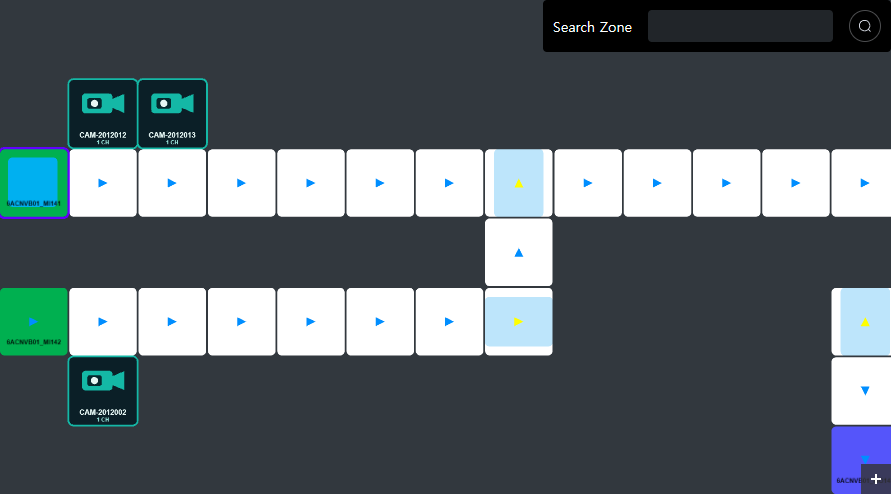 Search Zone
CAM-2012012
1 CH
CAM-2012013
1 CH
6ACNVB01_MI141
6ACNVB01_MI142
CAM-2012002
1 CH